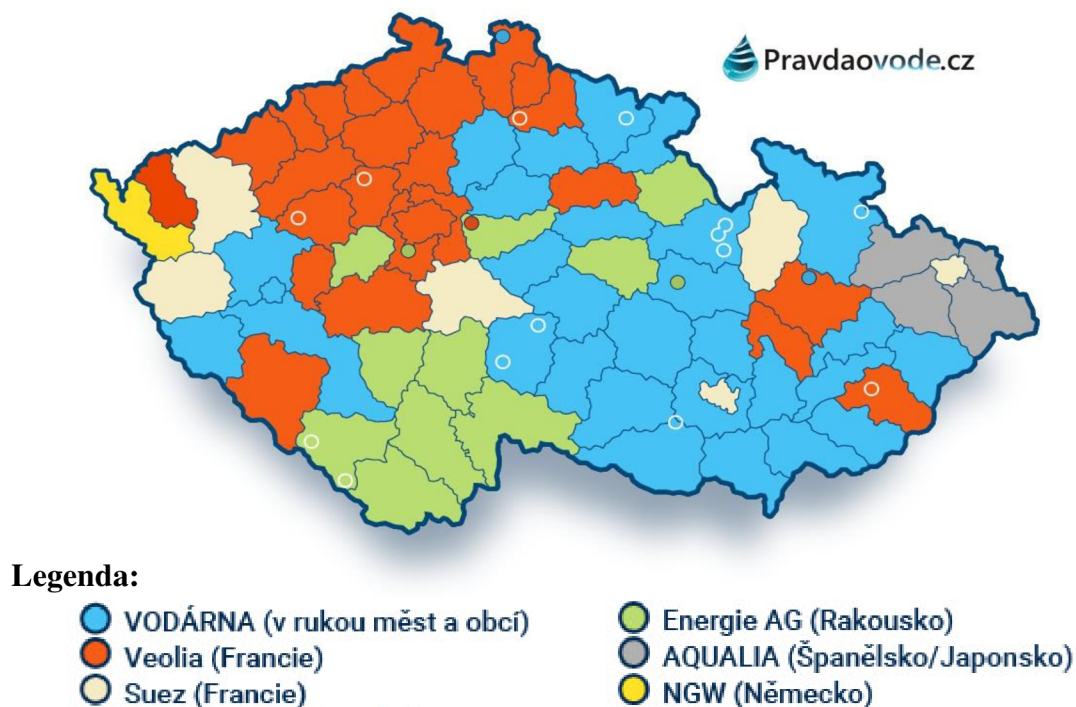 Pravdaovode.cz
Legenda:
VODÁRNA (v rukou měst a obcí)
Veolia (Francie)
Suez (Francie)
Energie AG (Rakousko)
AQUALIA (Španělsko/Japonsko)
NGW (Německo)